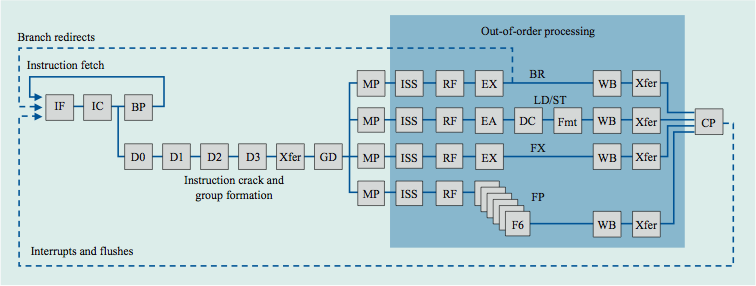 Out-of-order processing
Branch redirects
Instruction fetch
BR
MP ISS RF EX WB Xfer
IF IC BP
LD/ST
MP ISS RF EA DC Fmt WB Xfer CP
FX
D0 D1 D2 D3 Xfer GD MP ISS RF EX WB Xfer
Instruction crack and
group formation
MP ISS RF FP
F6 WB Xfer
Interrupts and flushes